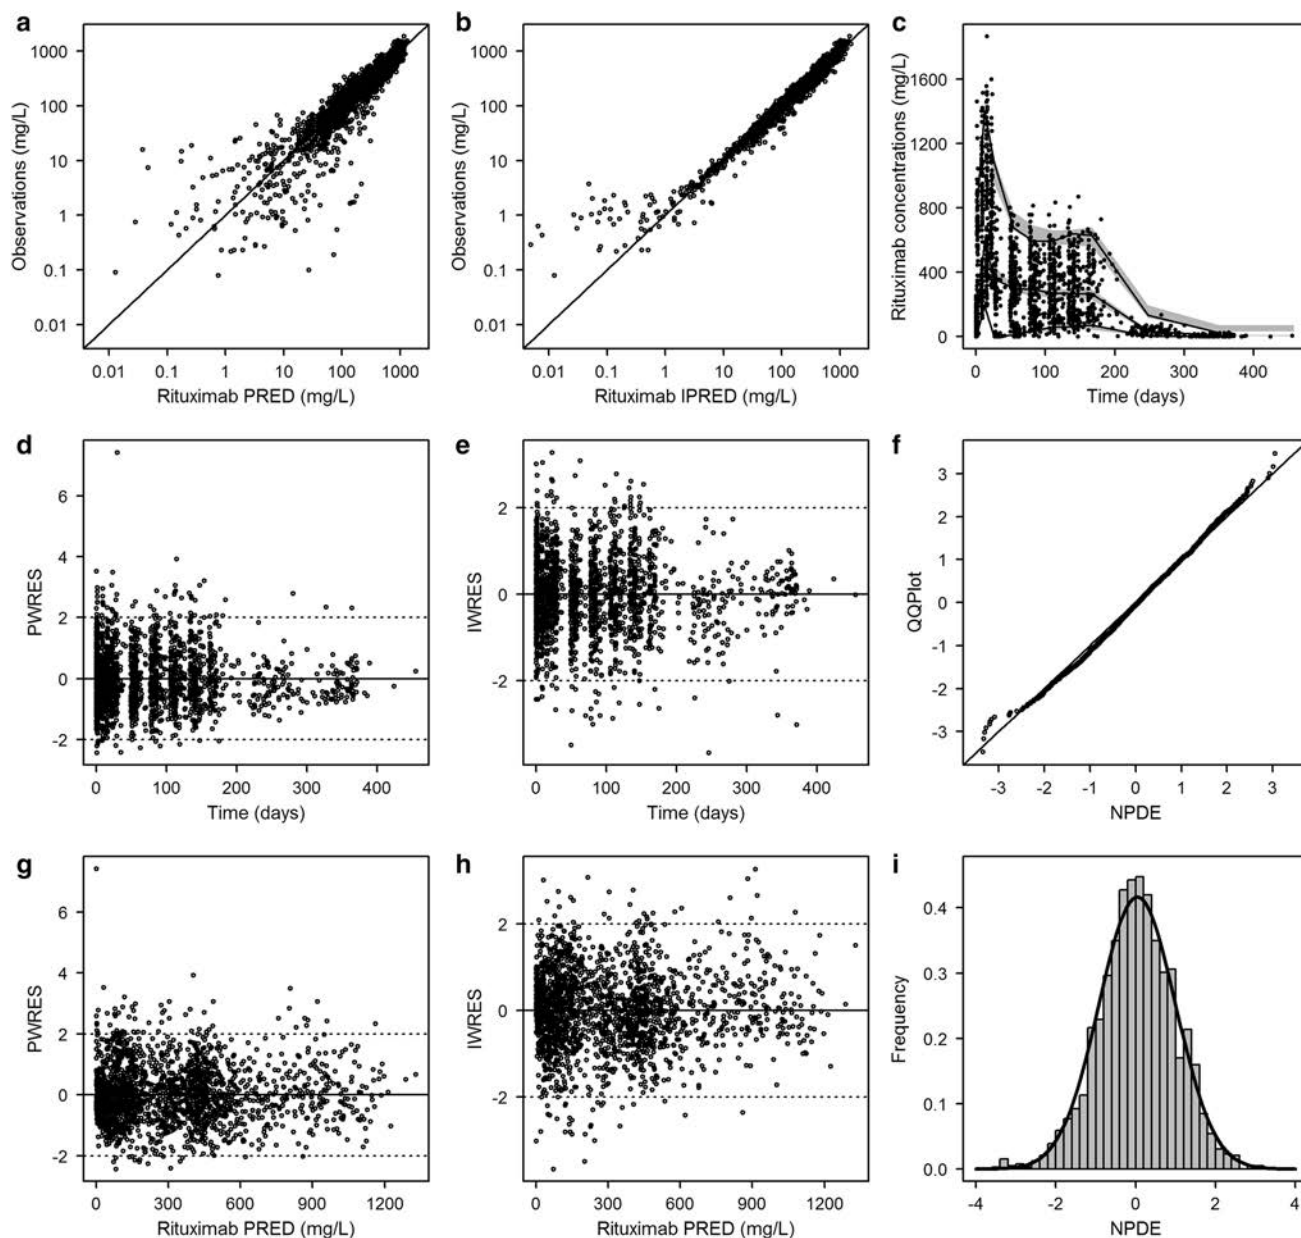 a
b
c
1000
100
10
1
0.1
0.01
Observations (mg/L)
0.01 0.1 1 10 100 1000
Rituximab PRED (mg/L)
1000
100
10
1
0.1
0.01
Observations (mg/L)
0.01 0.1 1 10 100 1000
Rituximab IPRED (mg/L)
1600
1200
800
400
0
Rituximab concentrations (mg/L)
0 100 200 300 400
Time (days)
d
e
f
6
4
2
0
-2
PWRES
0 100 200 300 400
Time (days)
2
0
-2
IWRES
0 100 200 300 400
Time (days)
3
2
1
0
-1
-2
-3
QQPlot
-3 -2 -1 0 1 2 3
NPDE
g
h
i
6
4
2
0
-2
PWRES
0 300 600 900 1200
Rituximab PRED (mg/L)
2
0
-2
IWRES
0 300 600 900 1200
Rituximab PRED (mg/L)
0.4
0.3
0.2
0.1
0.0
Frequency
-4 -2 0 2 4
NPDE